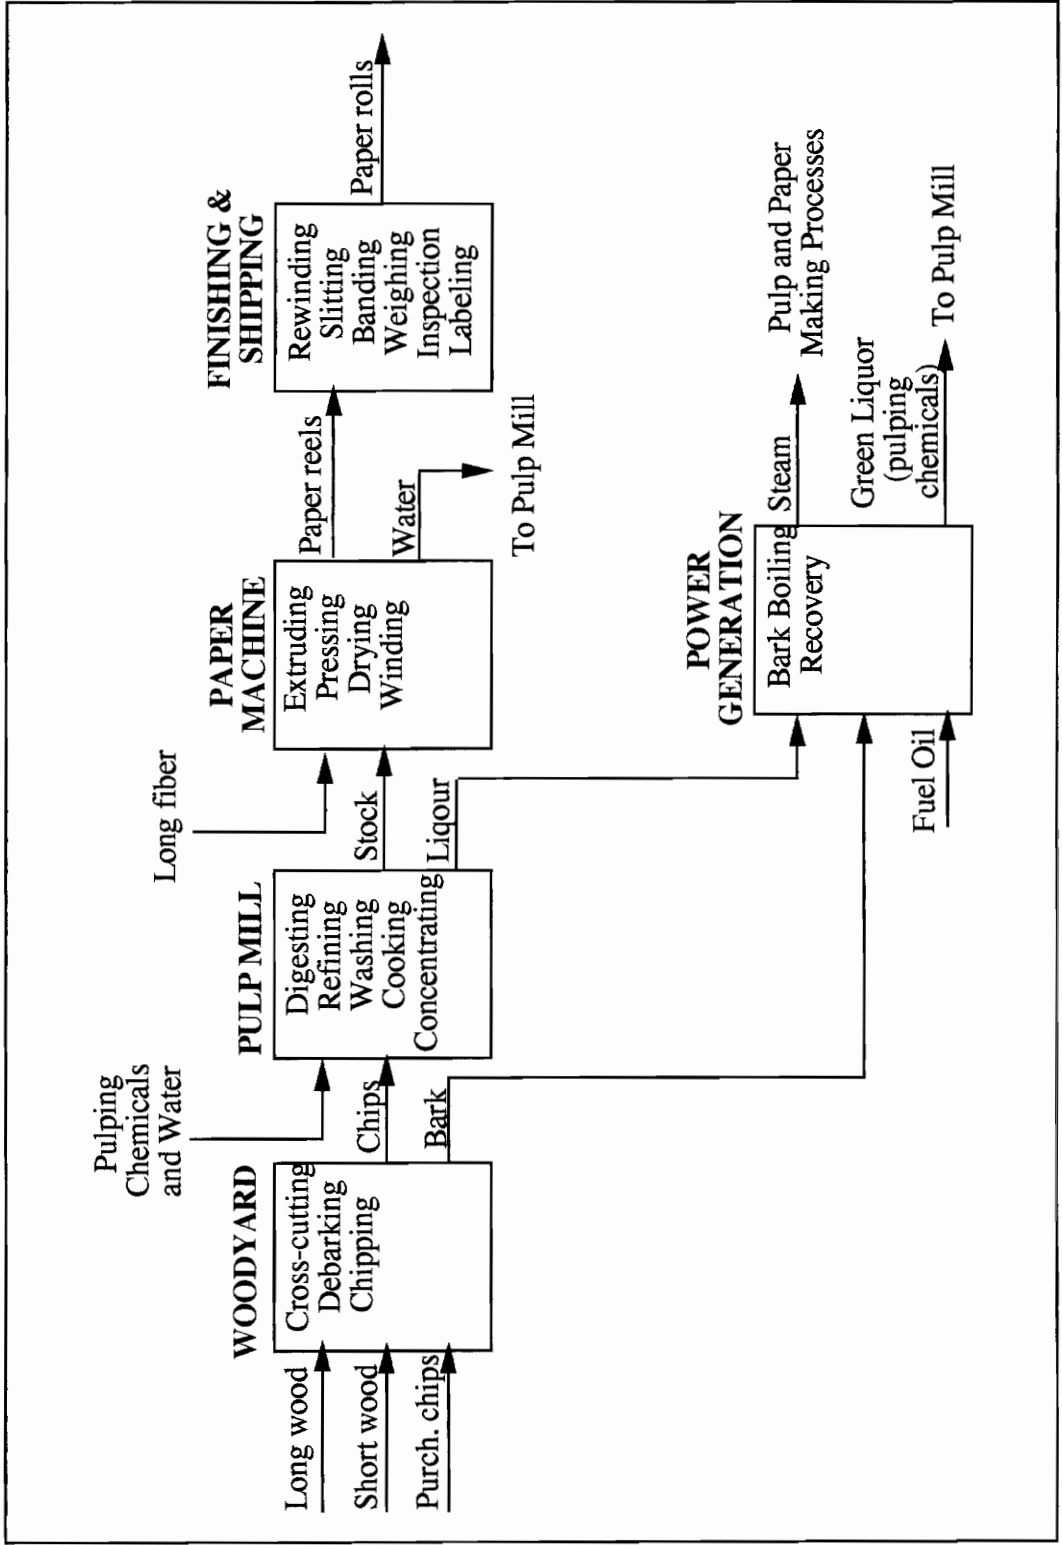 Pulping
Chemicals
and Water
Long fiber
WOODYARD
Long wood
Short wood
Purch. chips
Cross-cutting
Debarking
Chipping
Chips
Bark
PULP MILL
Digesting
Refining
Washing
Cooking
Concentrating
Stock
Liqour
PAPER
MACHINE
Extruding
Pressing
Drying
Winding
Paper reels
Water
To Pulp Mill
FINISHING &
SHIPPING
Rewinding
Slitting
Banding
Weighing
Inspection
Labeling
Paper rolls
POWER
GENERATION
Fuel Oil
Bark Boiling
Recovery
Steam
Pulp and Paper
Making Processes
Green Liquor
(pulping
chemicals)
To Pulp Mill